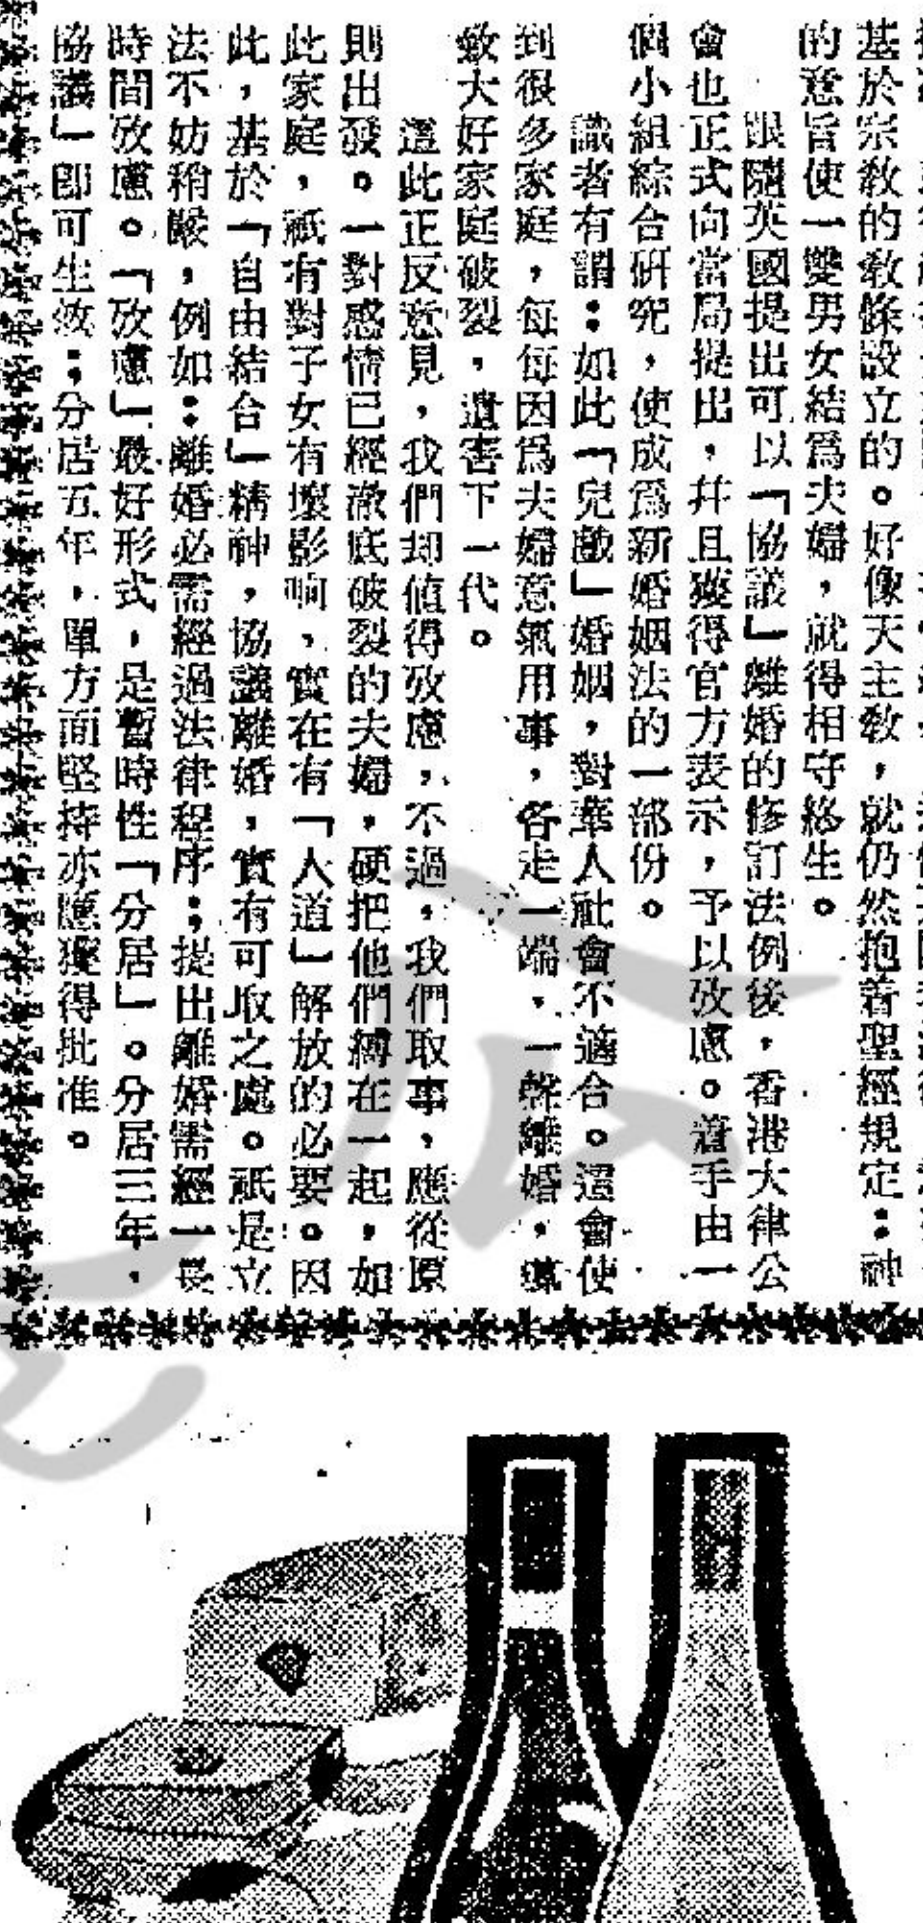 基於宗敎的敎條設立的。好像天主敎,就仍然抱着聖經規定:神
的意旨使一雙男女結爲夫婦,就得相守終生。
跟隨英國提出可以「協議」離婚的修訂法例後,香港大律公
會也正式向當局提出,幷且獲得官方表示,予以攷慮。着手由一
個小組綜合研究,使成爲新婚姻法的一部份。
識者有謂:如此「兒戲」婚姻,對華人社會不適合。還會使
到很多家庭,每每因爲夫婦意氣用事,各走一端,一幹離婚,導
致大好家庭破裂,遺害下一代。
這此正反意見,我們却値得攷慮,不過,我們取事,應從原
則出發。一對感情已經澈底破裂的夫婦,硬把他們縛在一起,如
此家庭,祇有對子女有壞影响,實在有「人道」解放的必要。因
此,基於「自由結合」精神,協議離婚,實有可取之處。祇是立
法不妨稍嚴,例如:離婚必需經過法律程序;提出離婚需經一長
時間攷慮。「攷慮」最好形式,是暫時性「分居」。分居三年,
協議」卽可生效;分居五年,單方面堅持亦應獲得批准。